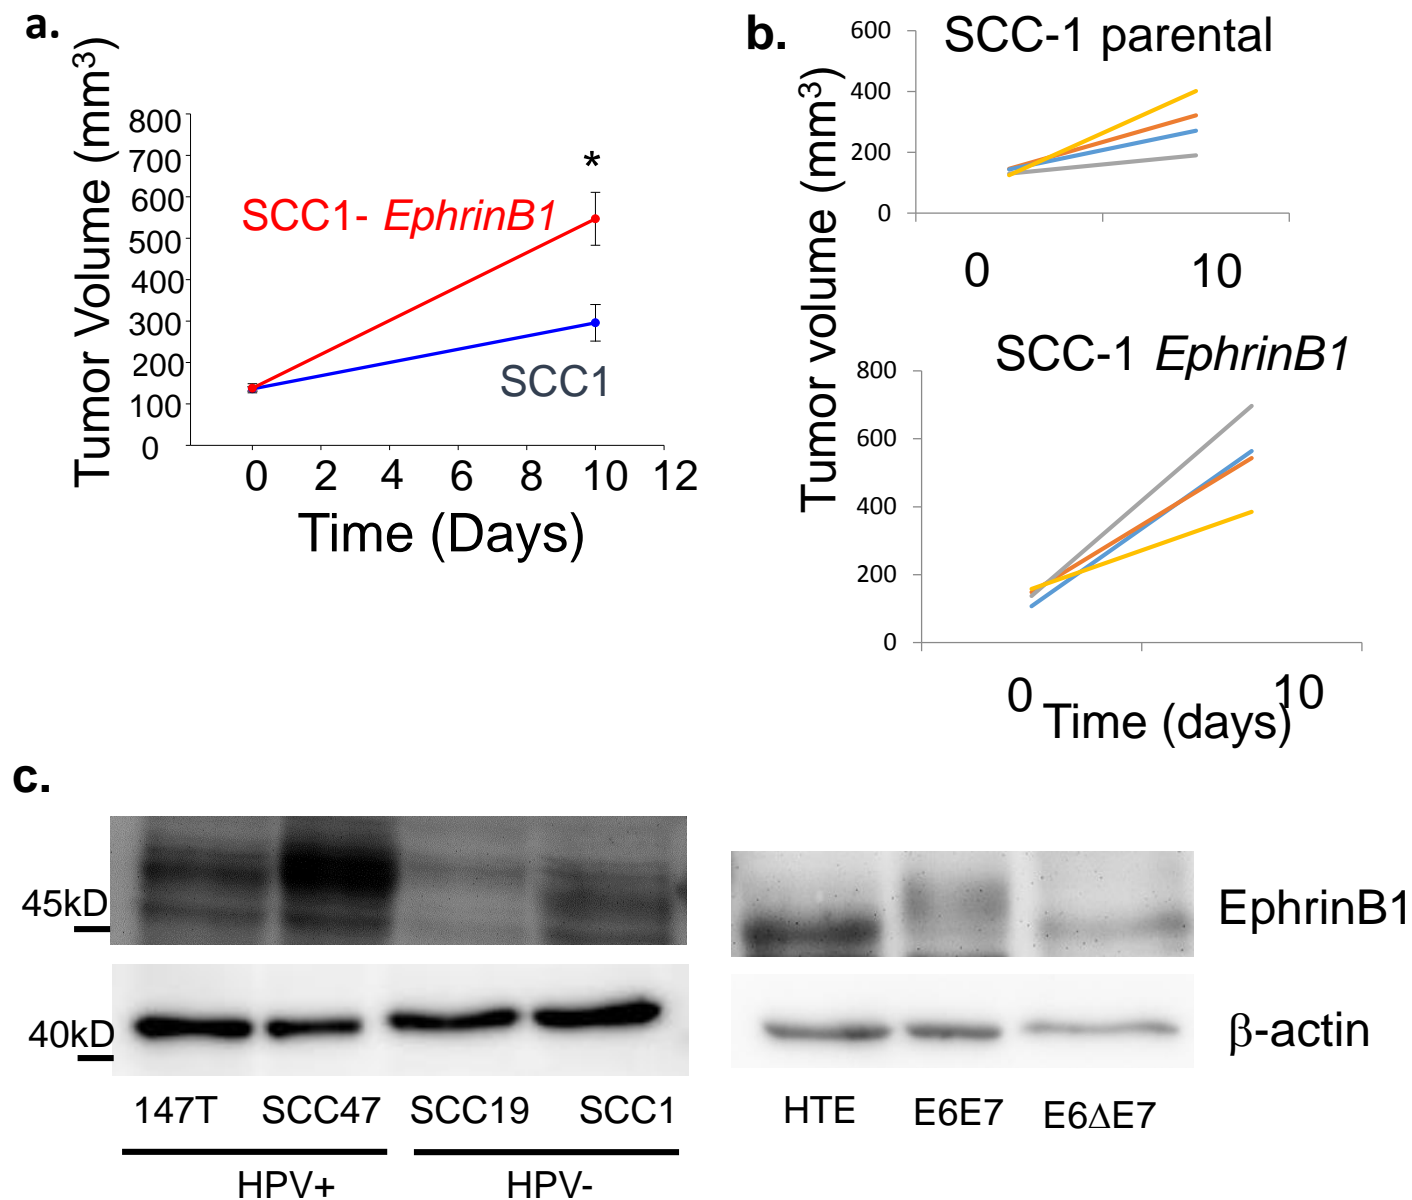 a.
Tumor Volume (mm³)
800
700
600
500
400
300
200
100
0
*
SCC1- EphrinB1
SCC1
0 2 4 6 8 10 12
Time (Days)
b.
Tumor volume (mm³)
SCC-1 parental
600
400
200
0
0 10
SCC-1 EphrinB1
800
600
400
200
0
0 10
Time (days)
c.
45kD
EphrinB1
40kD
β-actin
147T SCC47 SCC19 SCC1
HPV+ HPV-
HTE E6E7 E6ΔE7